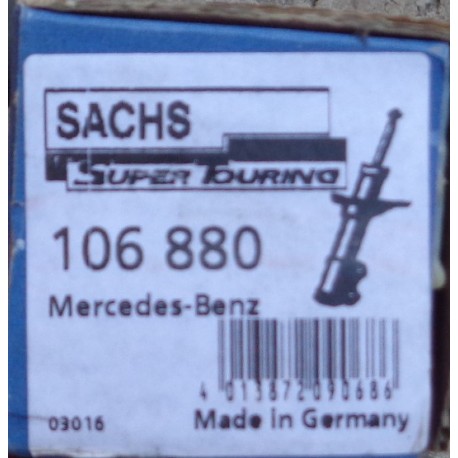 SACHS
SUPER TOURING
106 880
Mercedes-Benz
4 013872 090686
03016 Made in Germany